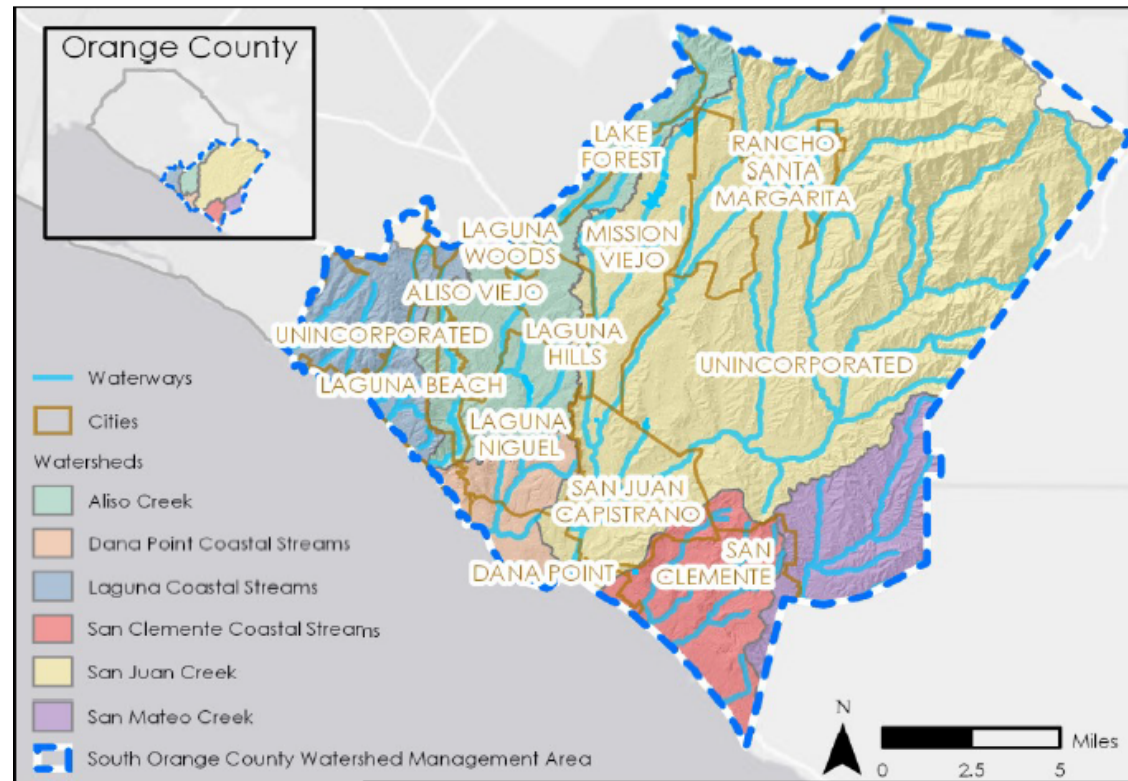 Orange County
LAKE
FOREST
RANCHO
SANTA
MARGARITA
LAGUNA
WOODS
MISSION
VIEJO
ALISO VIEJO
UNINCORPORATED
LAGUNA
HILLS
UNINCORPORATED
LAGUNA BEACH
LAGUNA
NIGUEL
SAN JUAN
CAPISTRANO
SAN
CLEMENTE
DANA POINT
Waterways
Cities
Watersheds
Aliso Creek
Dana Point Coastal Streams
Laguna Coastal Streams
San Clemente Coastal Streams
San Juan Creek
San Mateo Creek
South Orange County Watershed Management Area
N
Miles
0 2.5 5